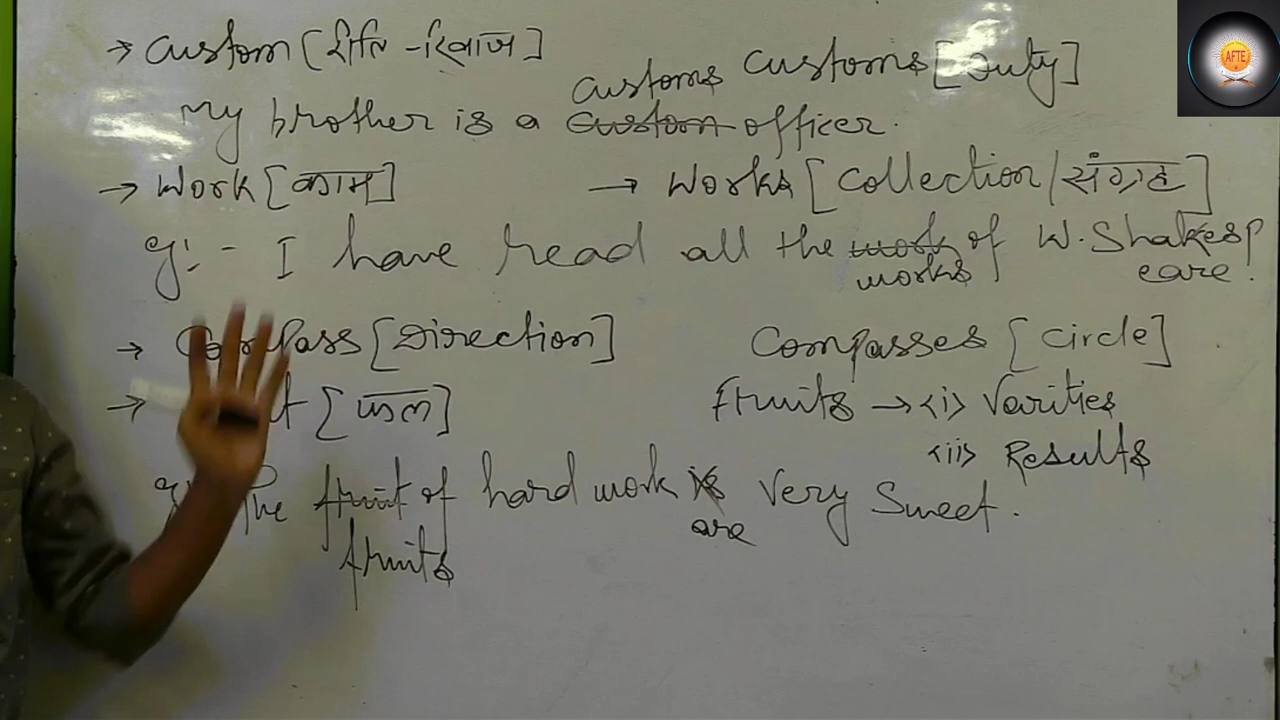 → Custom [रीति-रिवाज] Customs [Duty]
customs
My brother is a Custom officer.
→ Work [काम] → Works [Collection/संग्रह]
eg:- I have read all the work of W. Shakesp
works eare.
→ Compass [Direction] Compasses [circle]
→ [फल] Fruits → <i> Varities
<ii> Results
The fruit of hard work is very Sweet.
are
fruits
AFTE